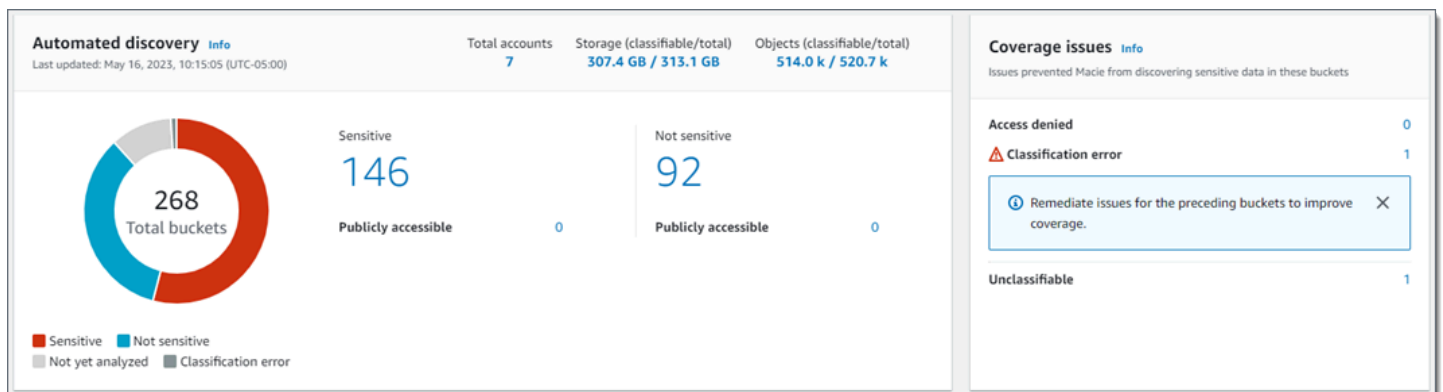 Automated discovery Info
Last updated: May 16, 2023, 10:15:05 (UTC-05:00)
Total accounts
7
Storage (classifiable/total)
307.4 GB / 313.1 GB
Objects (classifiable/total)
514.0 k / 520.7 k
268
Total buckets
Sensitive
Not sensitive
Not yet analyzed
Classification error
Sensitive
146
Publicly accessible 0
Not sensitive
92
Publicly accessible 0
Coverage issues Info
Issues prevented Macie from discovering sensitive data in these buckets
Access denied 0
Classification error 1
Remediate issues for the preceding buckets to improve
coverage.
Unclassifiable 1